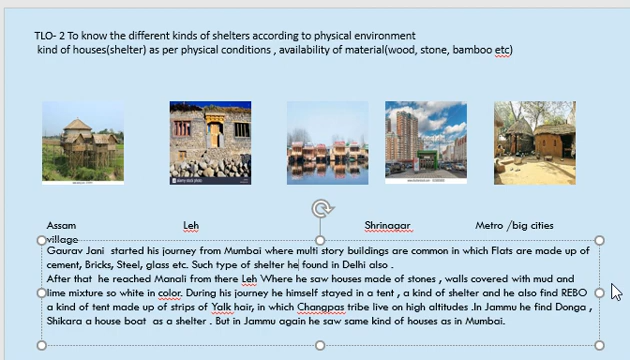 TLO- 2 To know the different kinds of shelters according to physical environment
kind of houses(shelter) as per physical conditions , availability of material(wood, stone, bamboo etc)
Assam Leh Shrinagar Metro /big cities
village
Gaurav Jani started his journey from Mumbai where multi story buildings are common in which Flats are made up of
cement, Bricks, Steel, glass etc. Such type of shelter he found in Delhi also .
After that he reached Manali from there Leh Where he saw houses made of stones , walls covered with mud and
lime mixture so white in color. During his journey he himself stayed in a tent , a kind of shelter and he also find REBO
a kind of tent made up of strips of Yalk hair, in which Changpas tribe live on high altitudes .In Jammu he find Donga ,
Shikara a house boat as a shelter . But in Jammu again he saw same kind of houses as in Mumbai.